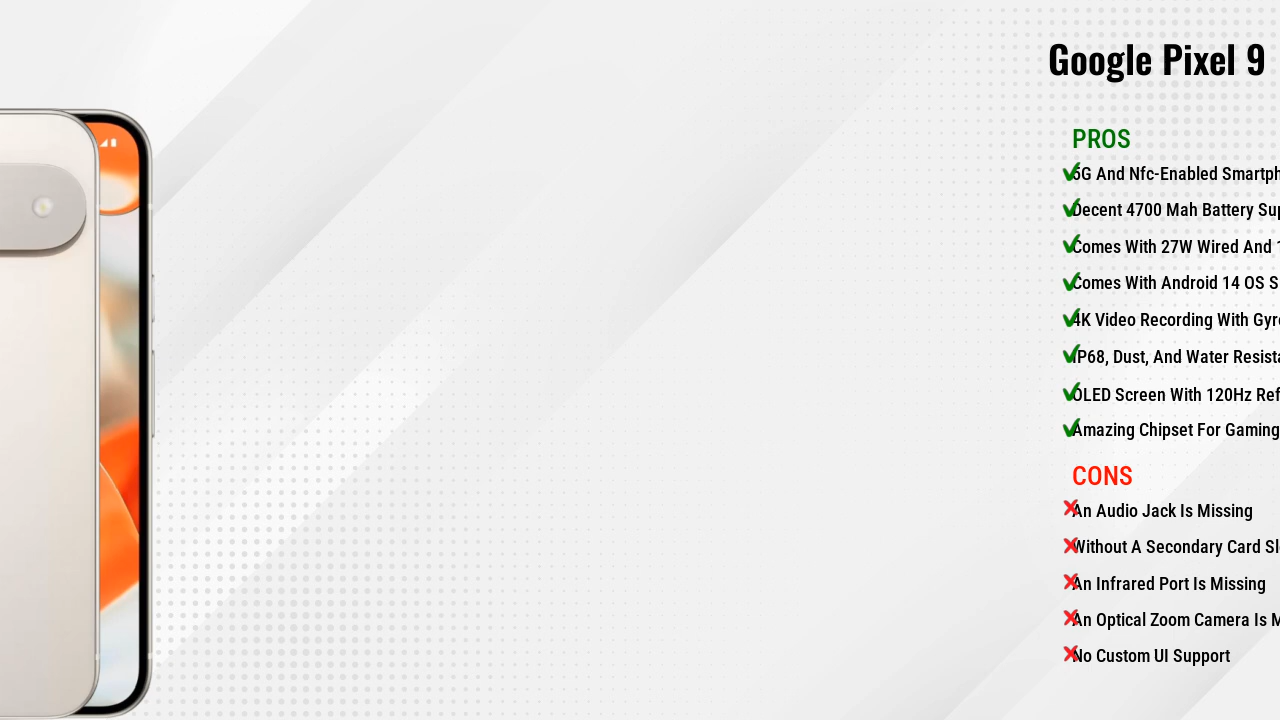 Google Pixel 9
PROS
5G And Nfc-Enabled Smartph
Decent 4700 Mah Battery Sup
Comes With 27W Wired And 1
Comes With Android 14 OS S
4K Video Recording With Gyro
IP68, Dust, And Water Resista
OLED Screen With 120Hz Ref
Amazing Chipset For Gaming
CONS
An Audio Jack Is Missing
Without A Secondary Card Sl
An Infrared Port Is Missing
An Optical Zoom Camera Is M
No Custom UI Support